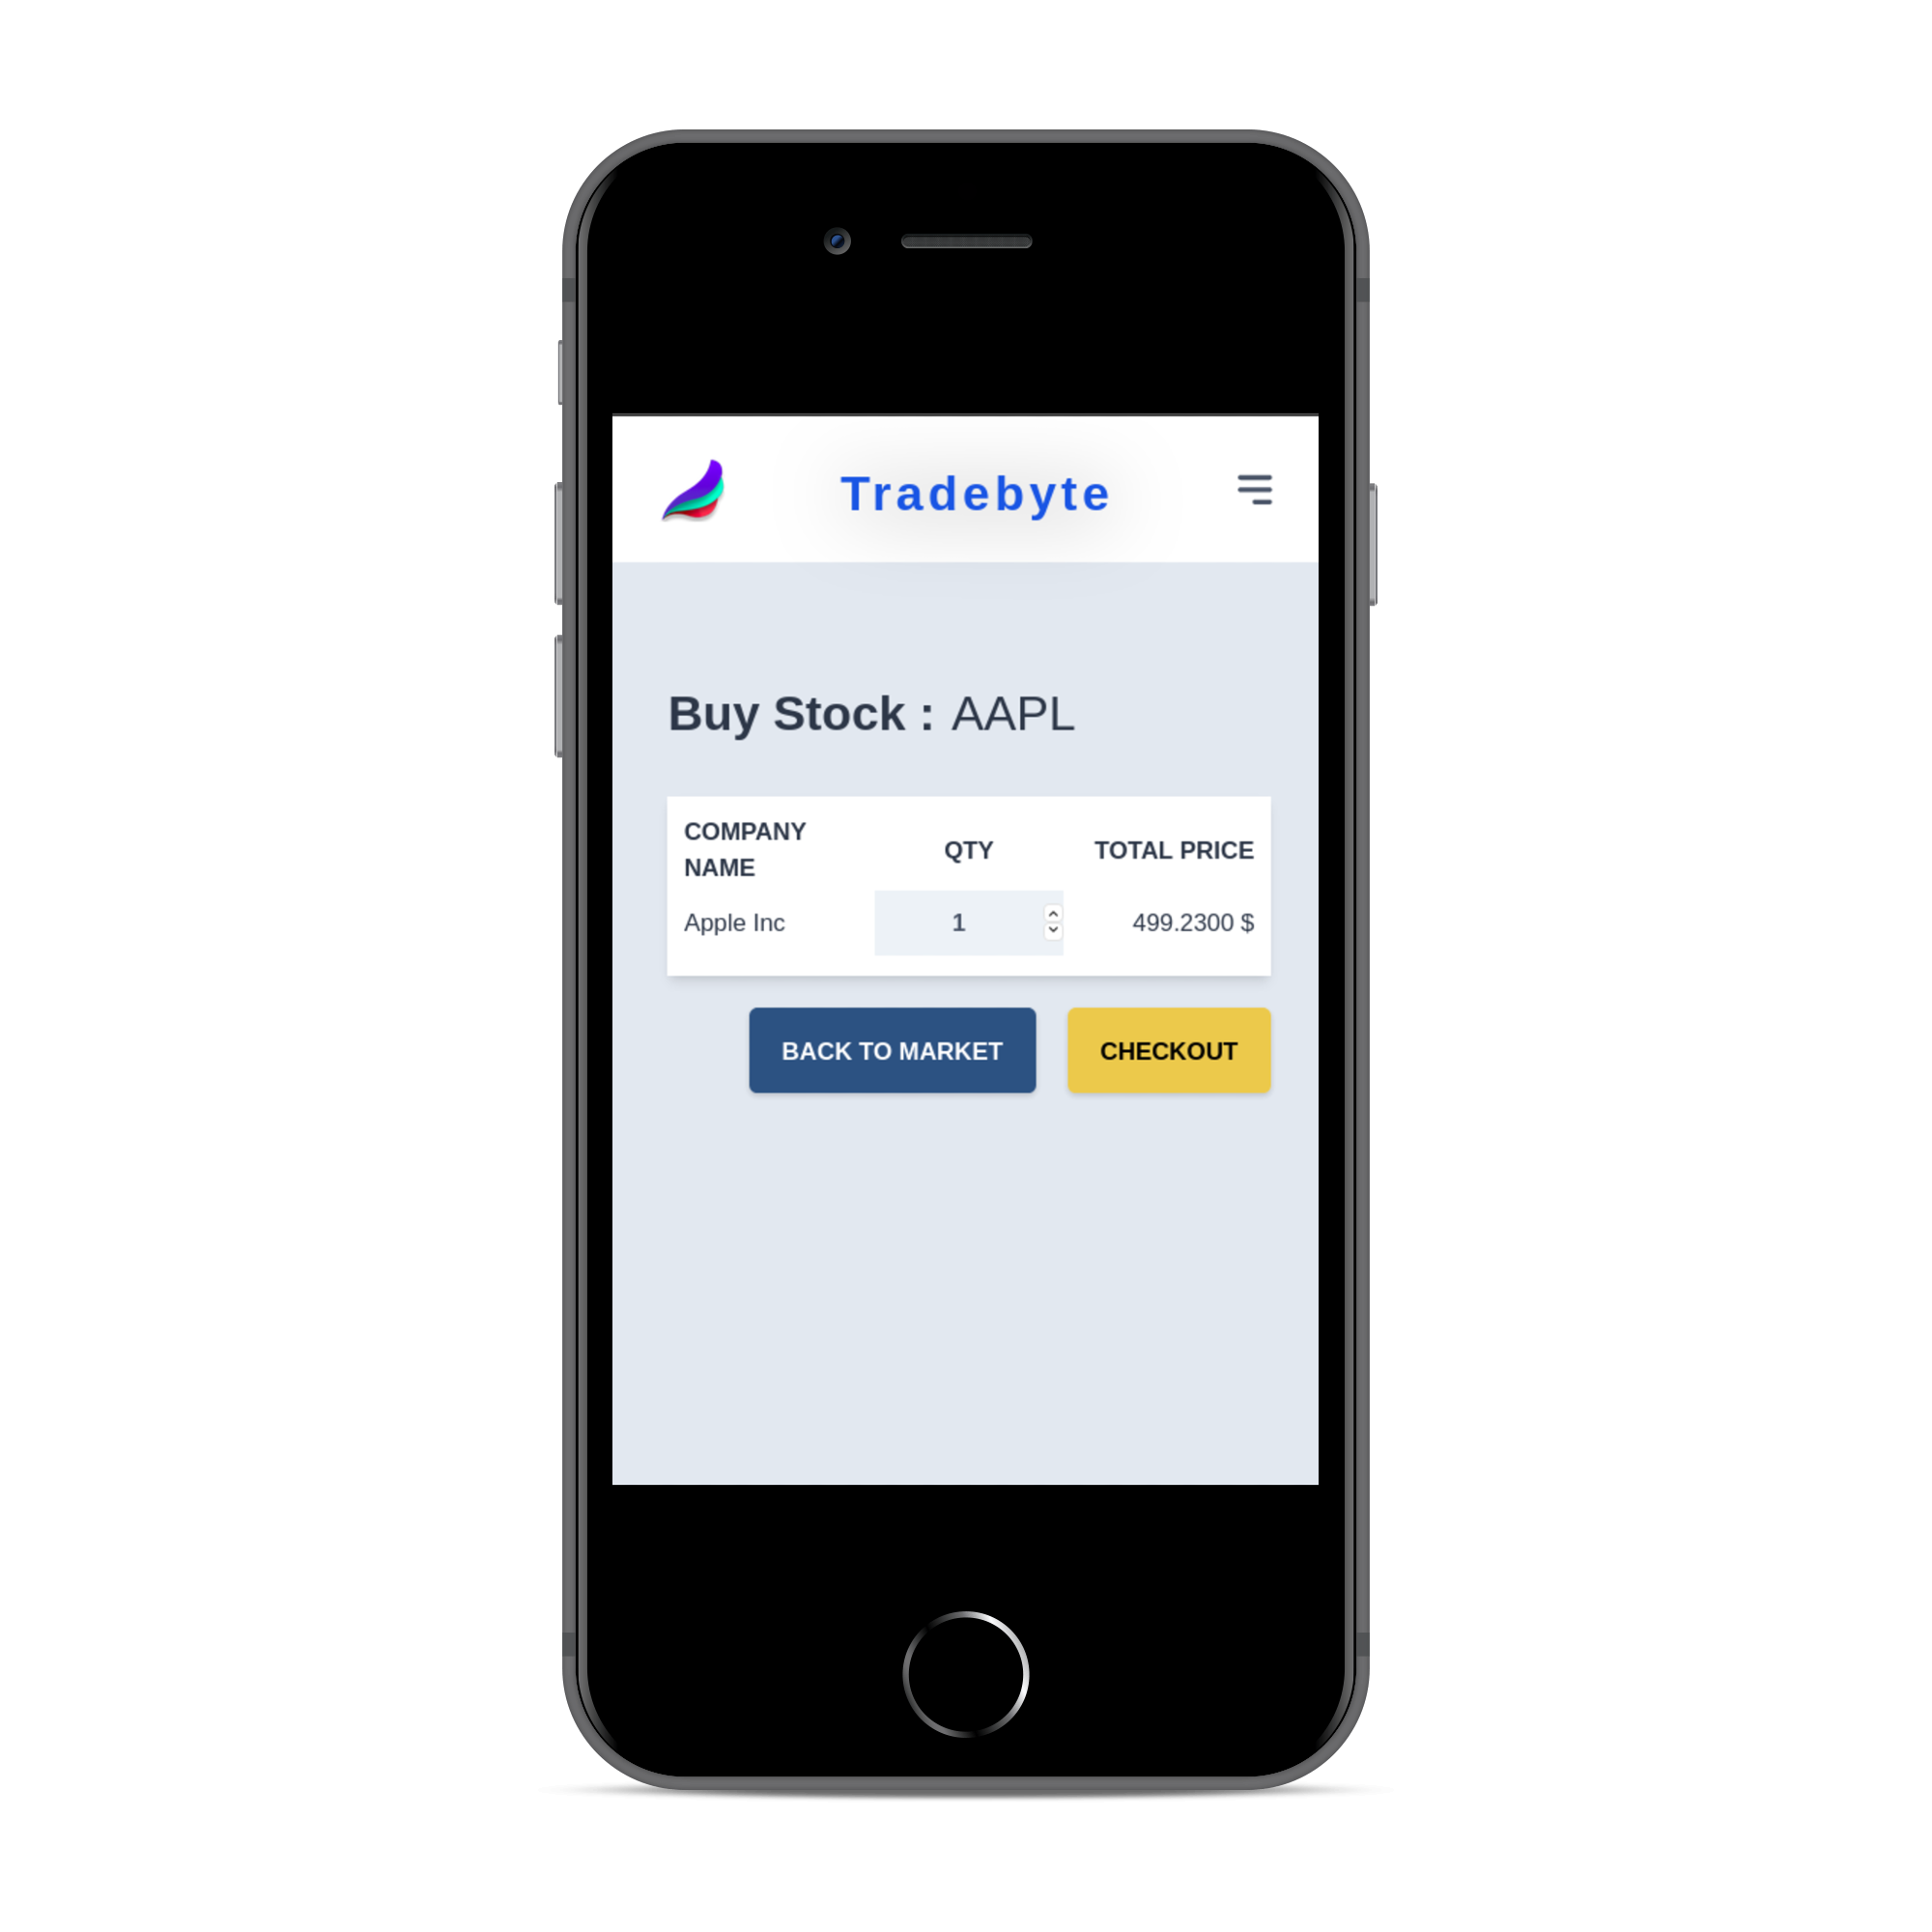 Tradebyte
Buy Stock : AAPL
COMPANY NAME QTY TOTAL PRICE
Apple Inc 1 499.2300 $
BACK TO MARKET CHECKOUT